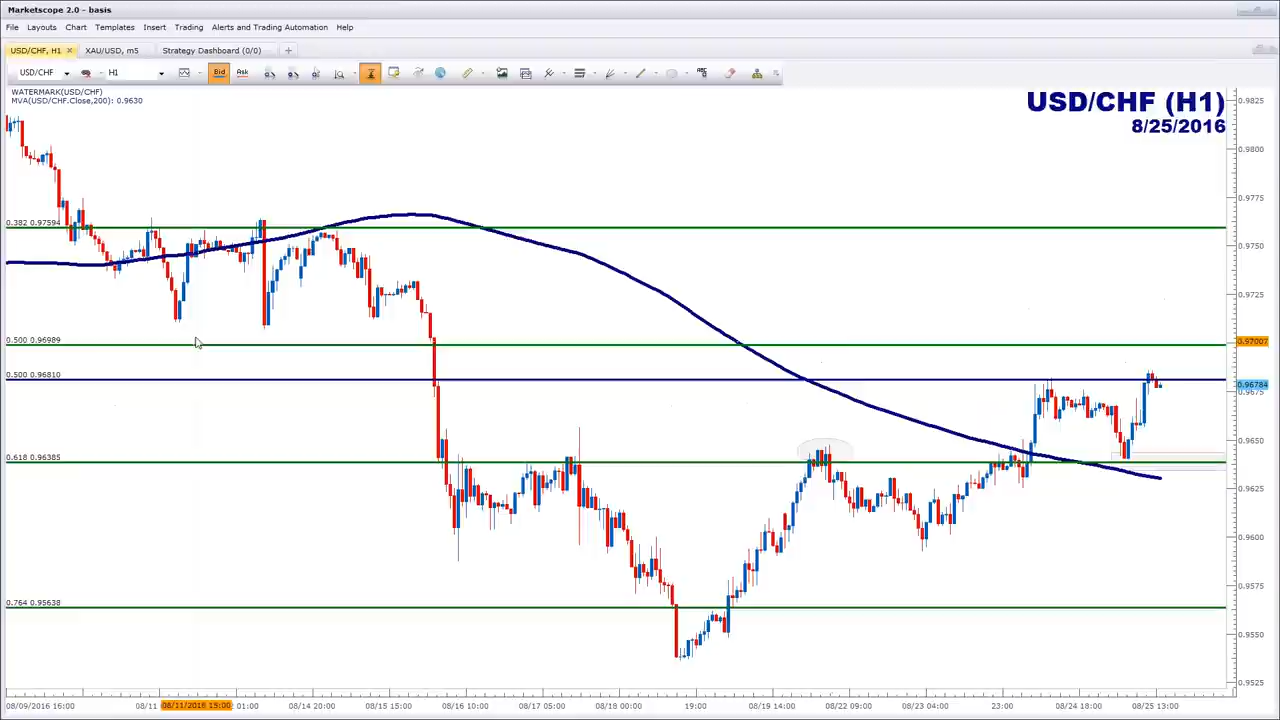 Marketscope 2.0 - basis
File Layouts Chart Templates Insert Trading Alerts and Trading Automation Help
USD/CHF, H1 XAU/USD, m5 Strategy Dashboard (0/0)
USD/CHF H1 Bid Ask ABC
WATERMARK(USD/CHF)
MVA(USD/CHF.Close,200): 0.9630
USD/CHF (H1)
8/25/2016
0.9825
0.9800
0.9775
0.382 0.97594
0.9750
0.9725
0.500 0.96989
0.97007
0.500 0.96810
0.96784
0.9675
0.9650
0.618 0.96385
0.9625
0.9600
0.9575
0.764 0.95638
0.9550
0.9525
08/09/2016 16:00 08/11 08/11/2016 15:00 01:00 08/14 20:00 08/15 15:00 08/16 10:00 08/17 05:00 08/18 00:00 19:00 08/19 14:00 08/22 09:00 08/23 04:00 23:00 08/24 18:00 08/25 13:00